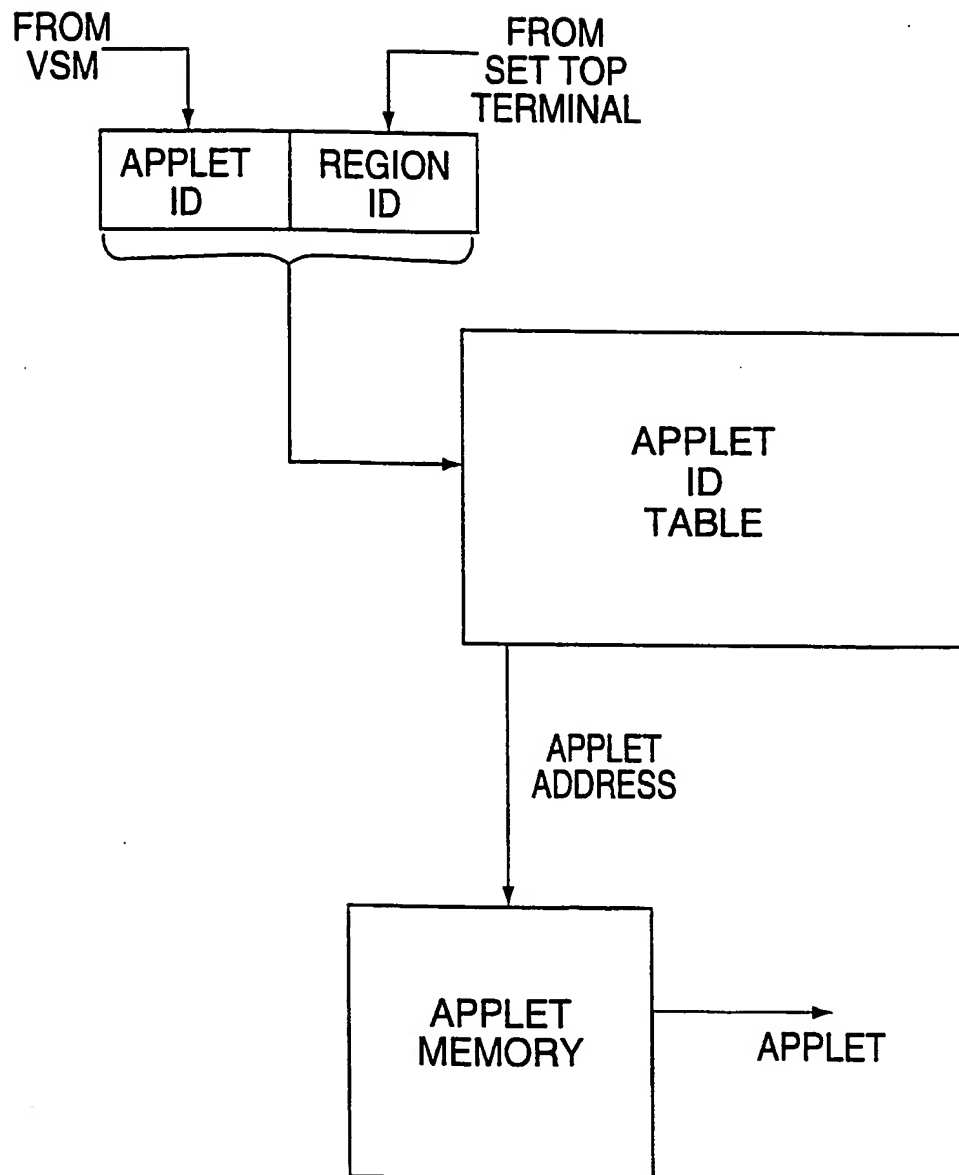 FROM
VSM
FROM
SET TOP
TERMINAL
APPLET
ID
REGION
ID
APPLET
ID
TABLE
APPLET
ADDRESS
APPLET
MEMORY
APPLET